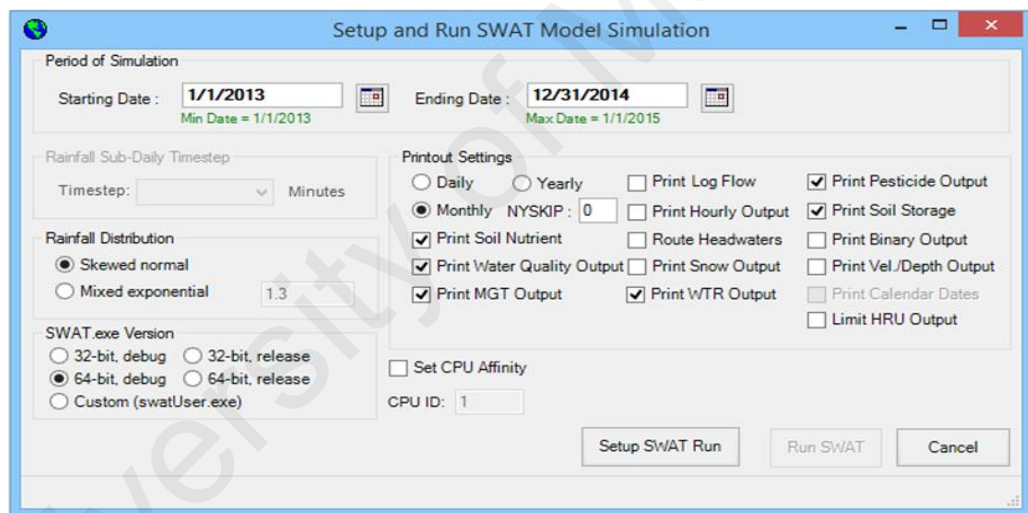 Setup and Run SWAT Model Simulation
Period of Simulation
Starting Date : 1/1/2013 Ending Date : 12/31/2014
Min Date = 1/1/2013 Max Date = 1/1/2015
Rainfall Sub-Daily Timestep
Timestep: Minutes
Rainfall Distribution
Skewed normal
Mixed exponential 1.3
SWAT.exe Version
32-bit, debug 32-bit, release
64-bit, debug 64-bit, release
Custom (swatUser.exe)
Printout Settings
Daily Yearly Print Log Flow Print Pesticide Output
Monthly NYSKIP : 0 Print Hourly Output Print Soil Storage
Print Soil Nutrient Route Headwaters Print Binary Output
Print Water Quality Output Print Snow Output Print Vel./Depth Output
Print MGT Output Print WTR Output Print Calendar Dates
Limit HRU Output
Set CPU Affinity
CPU ID: 1
Setup SWAT Run Run SWAT Cancel
versity of M